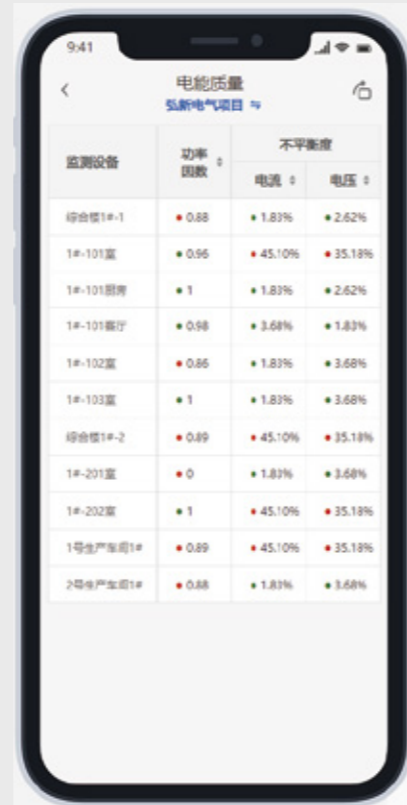 9:41
电能质量
弘新电气项目
监测设备 功率因数 不平衡度
电流 电压
综合楼1#-1 0.88 1.83% 2.62%
1#-101室 0.96 45.10% 35.18%
1#-101厨房 1 1.83% 2.62%
1#-101客厅 0.98 3.68% 1.83%
1#-102室 0.86 1.83% 3.68%
1#-103室 1 1.83% 3.68%
综合楼1#-2 0.89 45.10% 35.18%
1#-201室 0 1.83% 3.68%
1#-202室 1 45.10% 35.18%
1号生产车间1# 0.89 45.10% 35.18%
2号生产车间1# 0.88 1.83% 3.68%